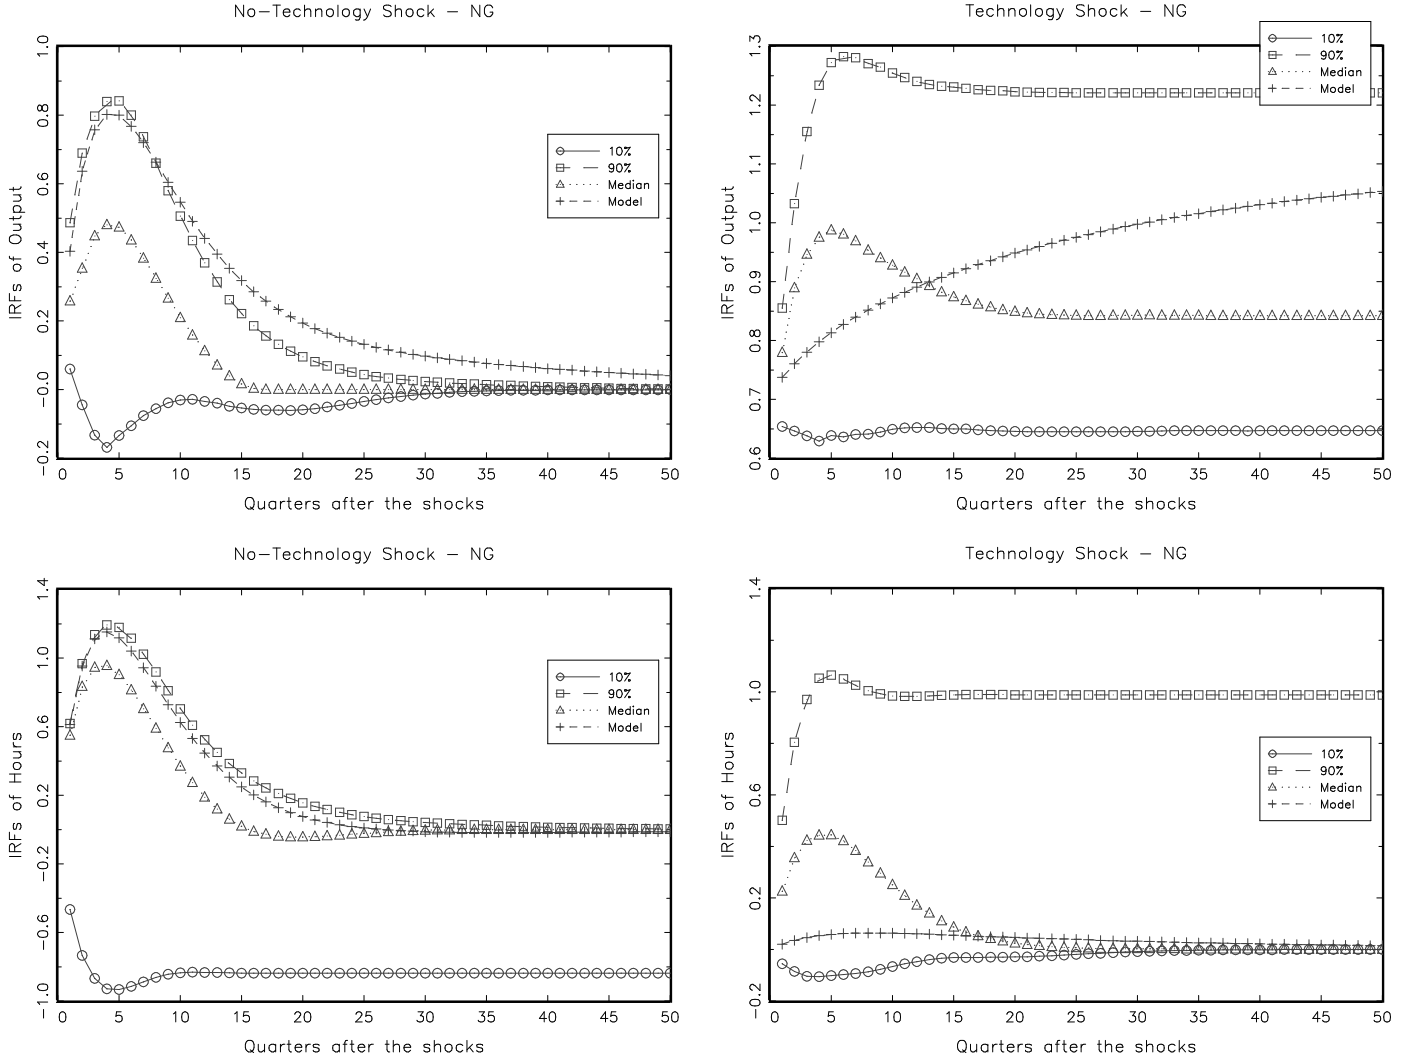 No-Technology Shock - NG
IRFs of Output
1.0
0.8
0.6
0.4
0.2
-0.0
-0.2
0 5 10 15 20 25 30 35 40 45 50
Quarters after the shocks
10%
90%
Median
Model
Technology Shock - NG
IRFs of Output
1.3
1.2
1.1
1.0
0.9
0.8
0.7
0.6
0 5 10 15 20 25 30 35 40 45 50
Quarters after the shocks
10%
90%
Median
Model
No-Technology Shock - NG
IRFs of Hours
1.4
1.0
0.6
0.2
-0.2
-0.6
-1.0
0 5 10 15 20 25 30 35 40 45 50
Quarters after the shocks
10%
90%
Median
Model
Technology Shock - NG
IRFs of Hours
1.4
1.0
0.6
0.2
-0.2
0 5 10 15 20 25 30 35 40 45 50
Quarters after the shocks
10%
90%
Median
Model